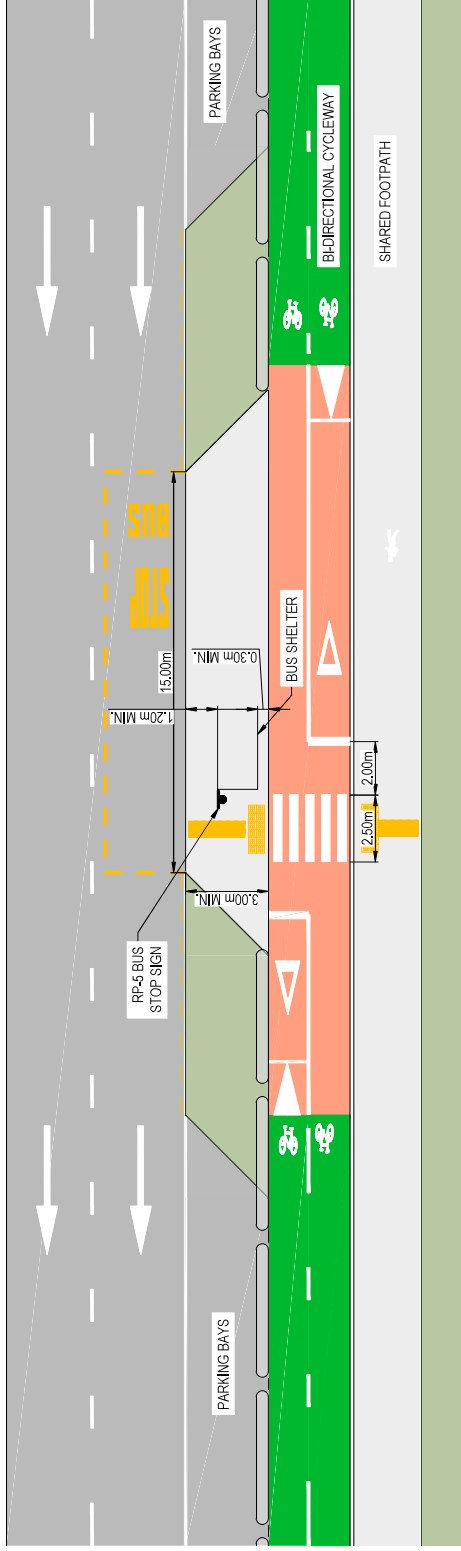 PARKING BAYS
BI-DIRECTIONAL CYCLEWAY
SHARED FOOTPATH
BUS
STOP
15.00m
1.20m MIN.
0.30m MIN.
BUS SHELTER
2.00m
2.50m
3.00m MIN.
RP-5 BUS
STOP SIGN
PARKING BAYS